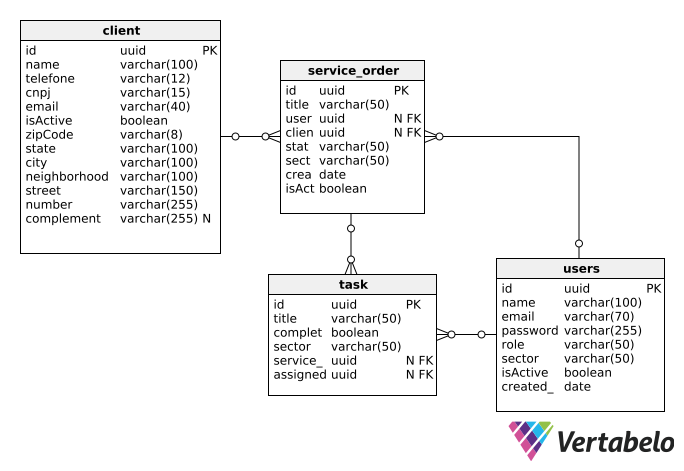 client
id uuid PK
name varchar(100)
telefone varchar(12)
cnpj varchar(15)
email varchar(40)
isActive boolean
zipCode varchar(8)
state varchar(100)
city varchar(100)
neighborhood varchar(100)
street varchar(150)
number varchar(255)
complement varchar(255) N
service_order
id uuid PK
title varchar(50)
user uuid N FK
clien uuid N FK
stat varchar(50)
sect varchar(50)
crea date
isAct boolean
task
id uuid PK
title varchar(50)
complet boolean
sector varchar(50)
service_ uuid N FK
assigned uuid N FK
users
id uuid PK
name varchar(100)
email varchar(70)
password varchar(255)
role varchar(50)
sector varchar(50)
isActive boolean
created_ date
Vertabelo